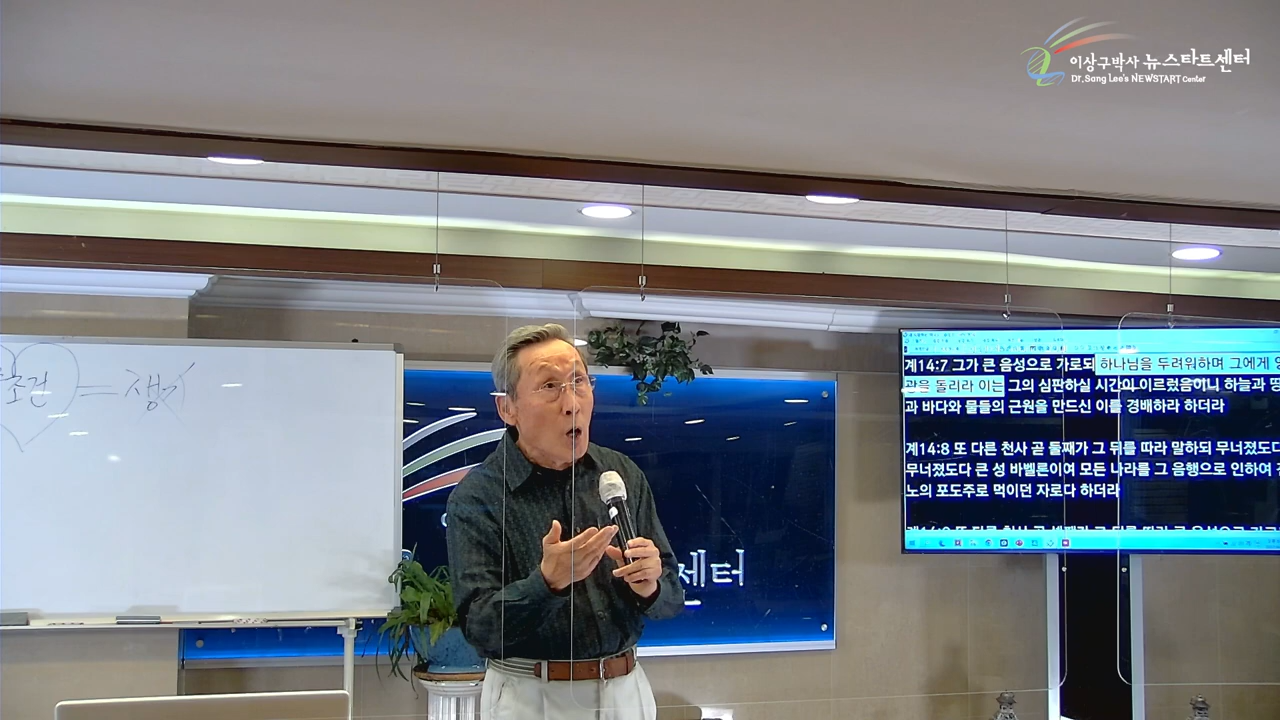 이상구박사 뉴스타트센터
Dr. Sang Lee's NEWSTART Center
조건 = 생기
계14:7 그가 큰 음성으로 가로되 하나님을 두려워하며 그에게 영
광을 돌리라 이는 그의 심판하실 시간이 이르렀음이니 하늘과 땅
과 바다와 물들의 근원을 만드신 이를 경배하라 하더라
계14:8 또 다른 천사 곧 둘째가 그 뒤를 따라 말하되 무너졌도다
무너졌도다 큰 성 바벨론이여 모든 나라를 그 음행으로 인하여 진
노의 포도주로 먹이던 자로다 하더라
센터